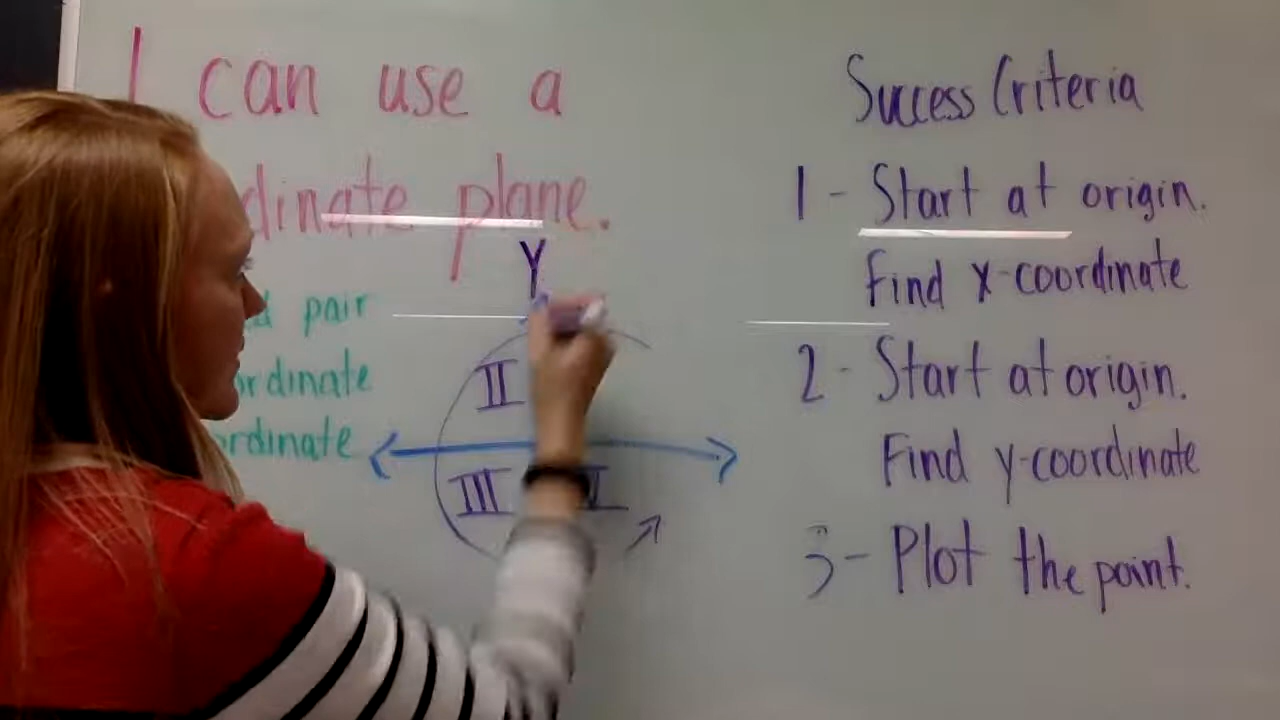 I can use a
dinate plane.
pair
rdinate
rdinate
Y
II
III
Success Criteria
1 - Start at origin.
Find x-coordinate
2 - Start at origin.
Find y-coordinate
3 - Plot the point.